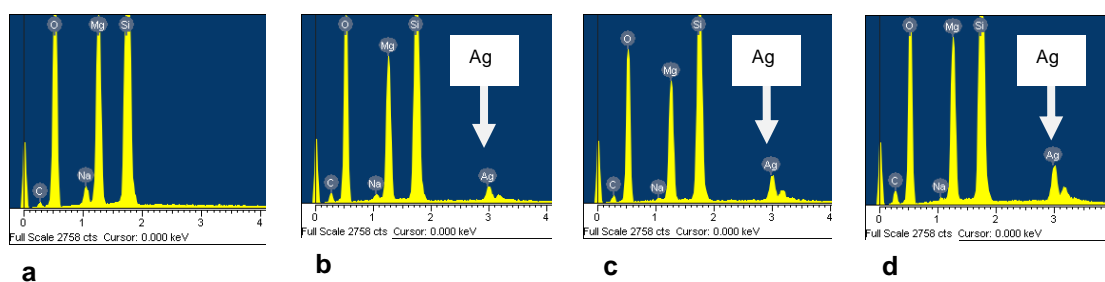 O Mg Si
C Na
0 1 2 3 4
Full Scale 2758 cts Cursor: 0.000 keV
a
O Si
Mg
Ag
C Na Ag
0 1 2 3 4
Full Scale 2758 cts Cursor: 0.000 keV
b
Si
O
Mg
Ag
C Na Ag
0 1 2 3 4
Full Scale 2758 cts Cursor: 0.000 keV
c
O Mg Si
Ag
C Na Ag
0 1 2 3
Full Scale 2758 cts Cursor: 0.000 keV
d